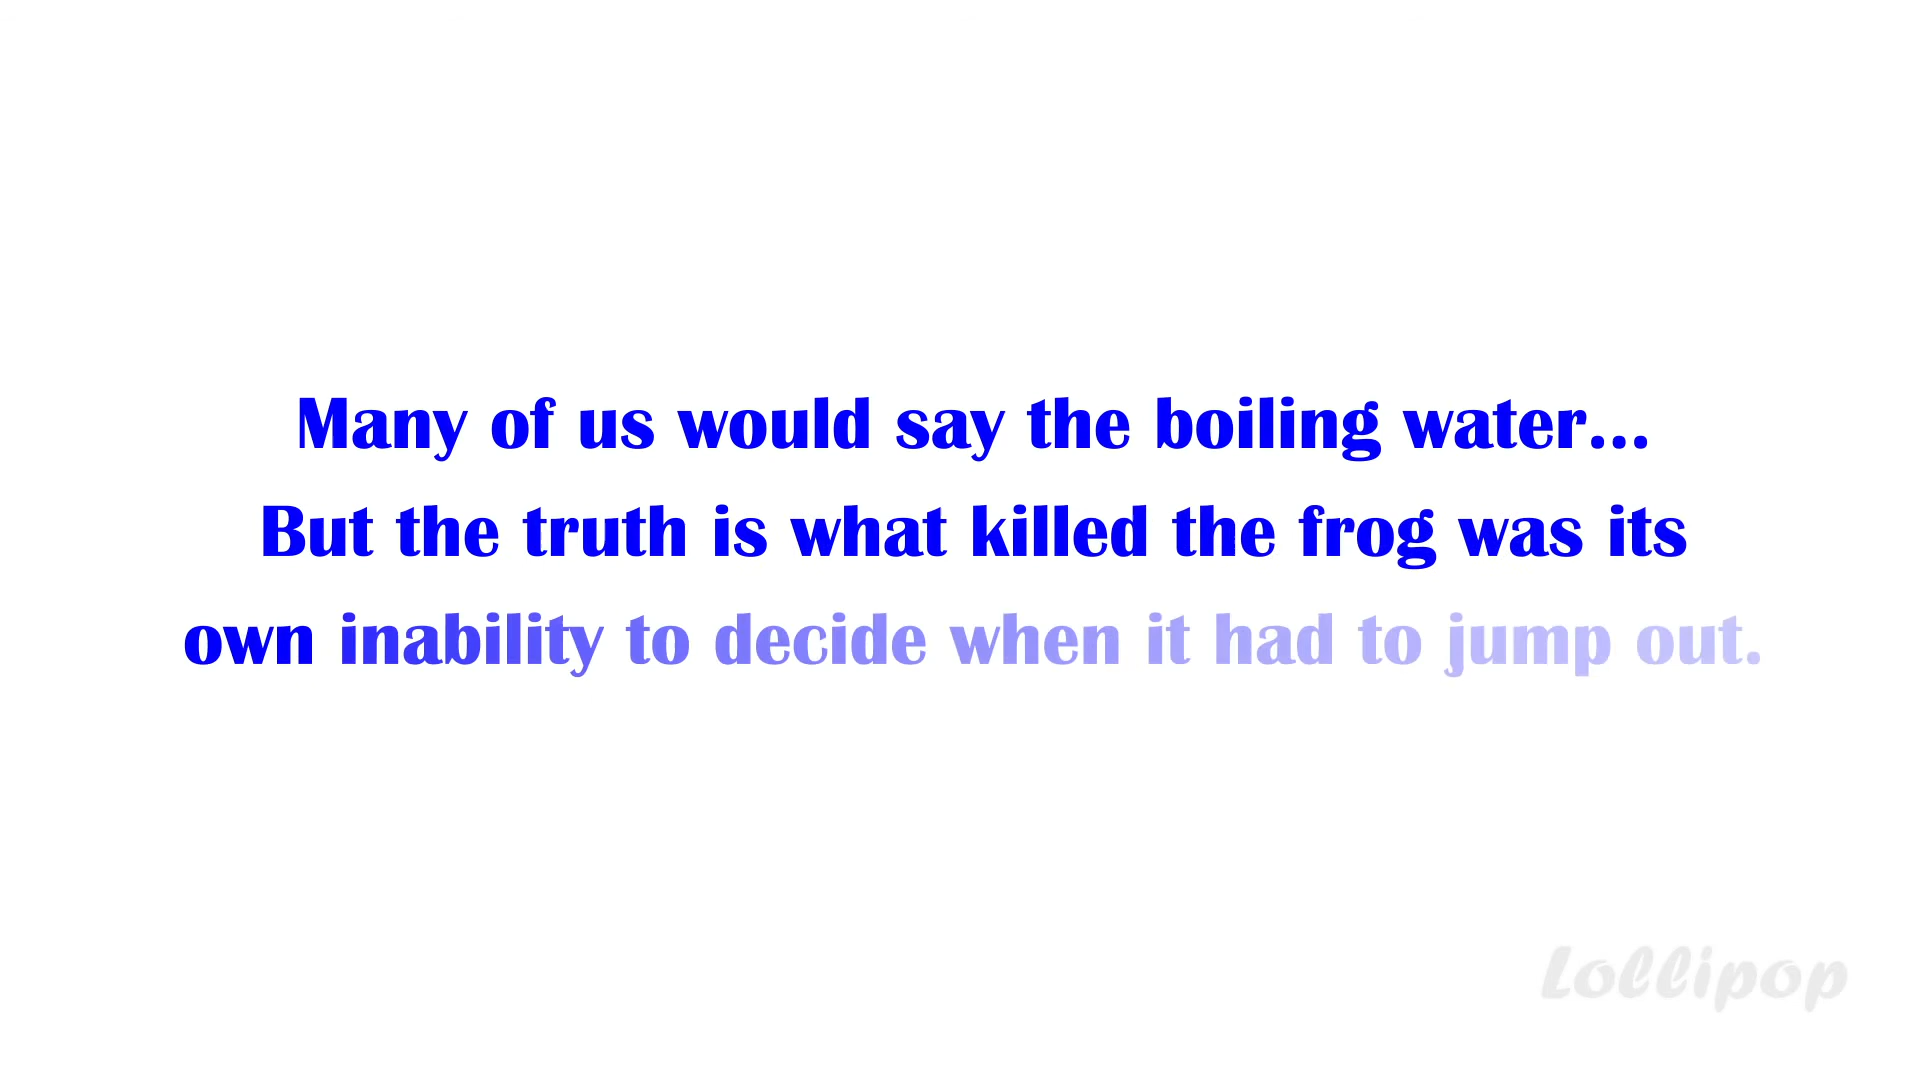 Many of us would say the boiling water...
But the truth is what killed the frog was its
own inability to decide when it had to jump out.
Lollipop